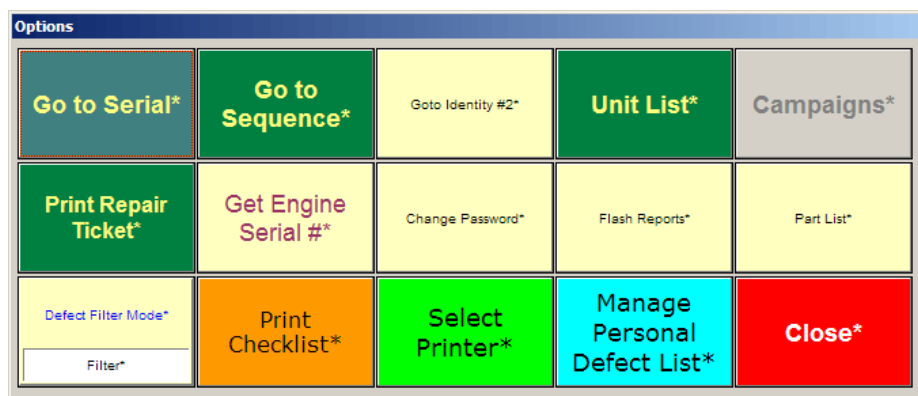 Options
Go to Serial*
Go to
Sequence*
Goto Identity #2*
Unit List*
Campaigns*
Print Repair
Ticket*
Get Engine
Serial #*
Change Password*
Flash Reports*
Part List*
Defect Filter Mode*
Filter*
Print
Checklist*
Select
Printer*
Manage
Personal
Defect List*
Close*